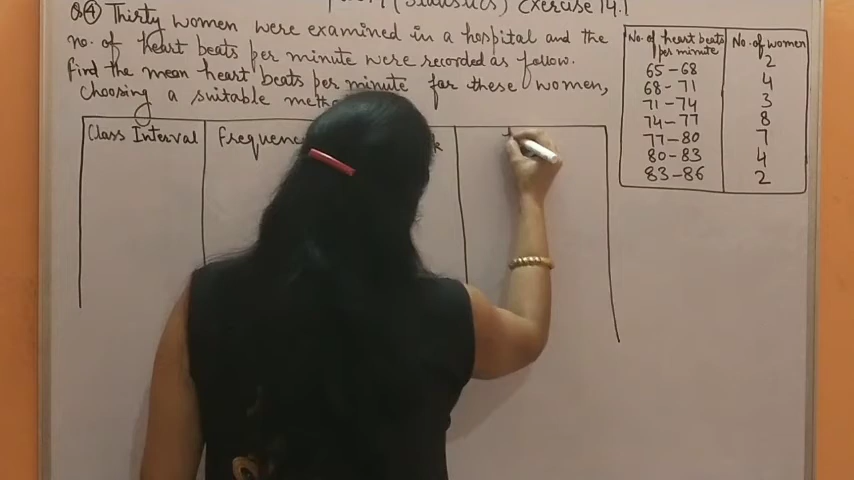 (Statistics) Exercise 14.1
Q④ Thirty women were examined in a hospital and the
no. of heart beats per minute were recorded as follow.
Find the mean heart beats per minute for these women,
choosing a suitable
No. of heart beats per minute No. of women
65-68 2
68-71 4
71-74 3
74-77 8
77-80 7
80-83 4
83-86 2
Class Interval